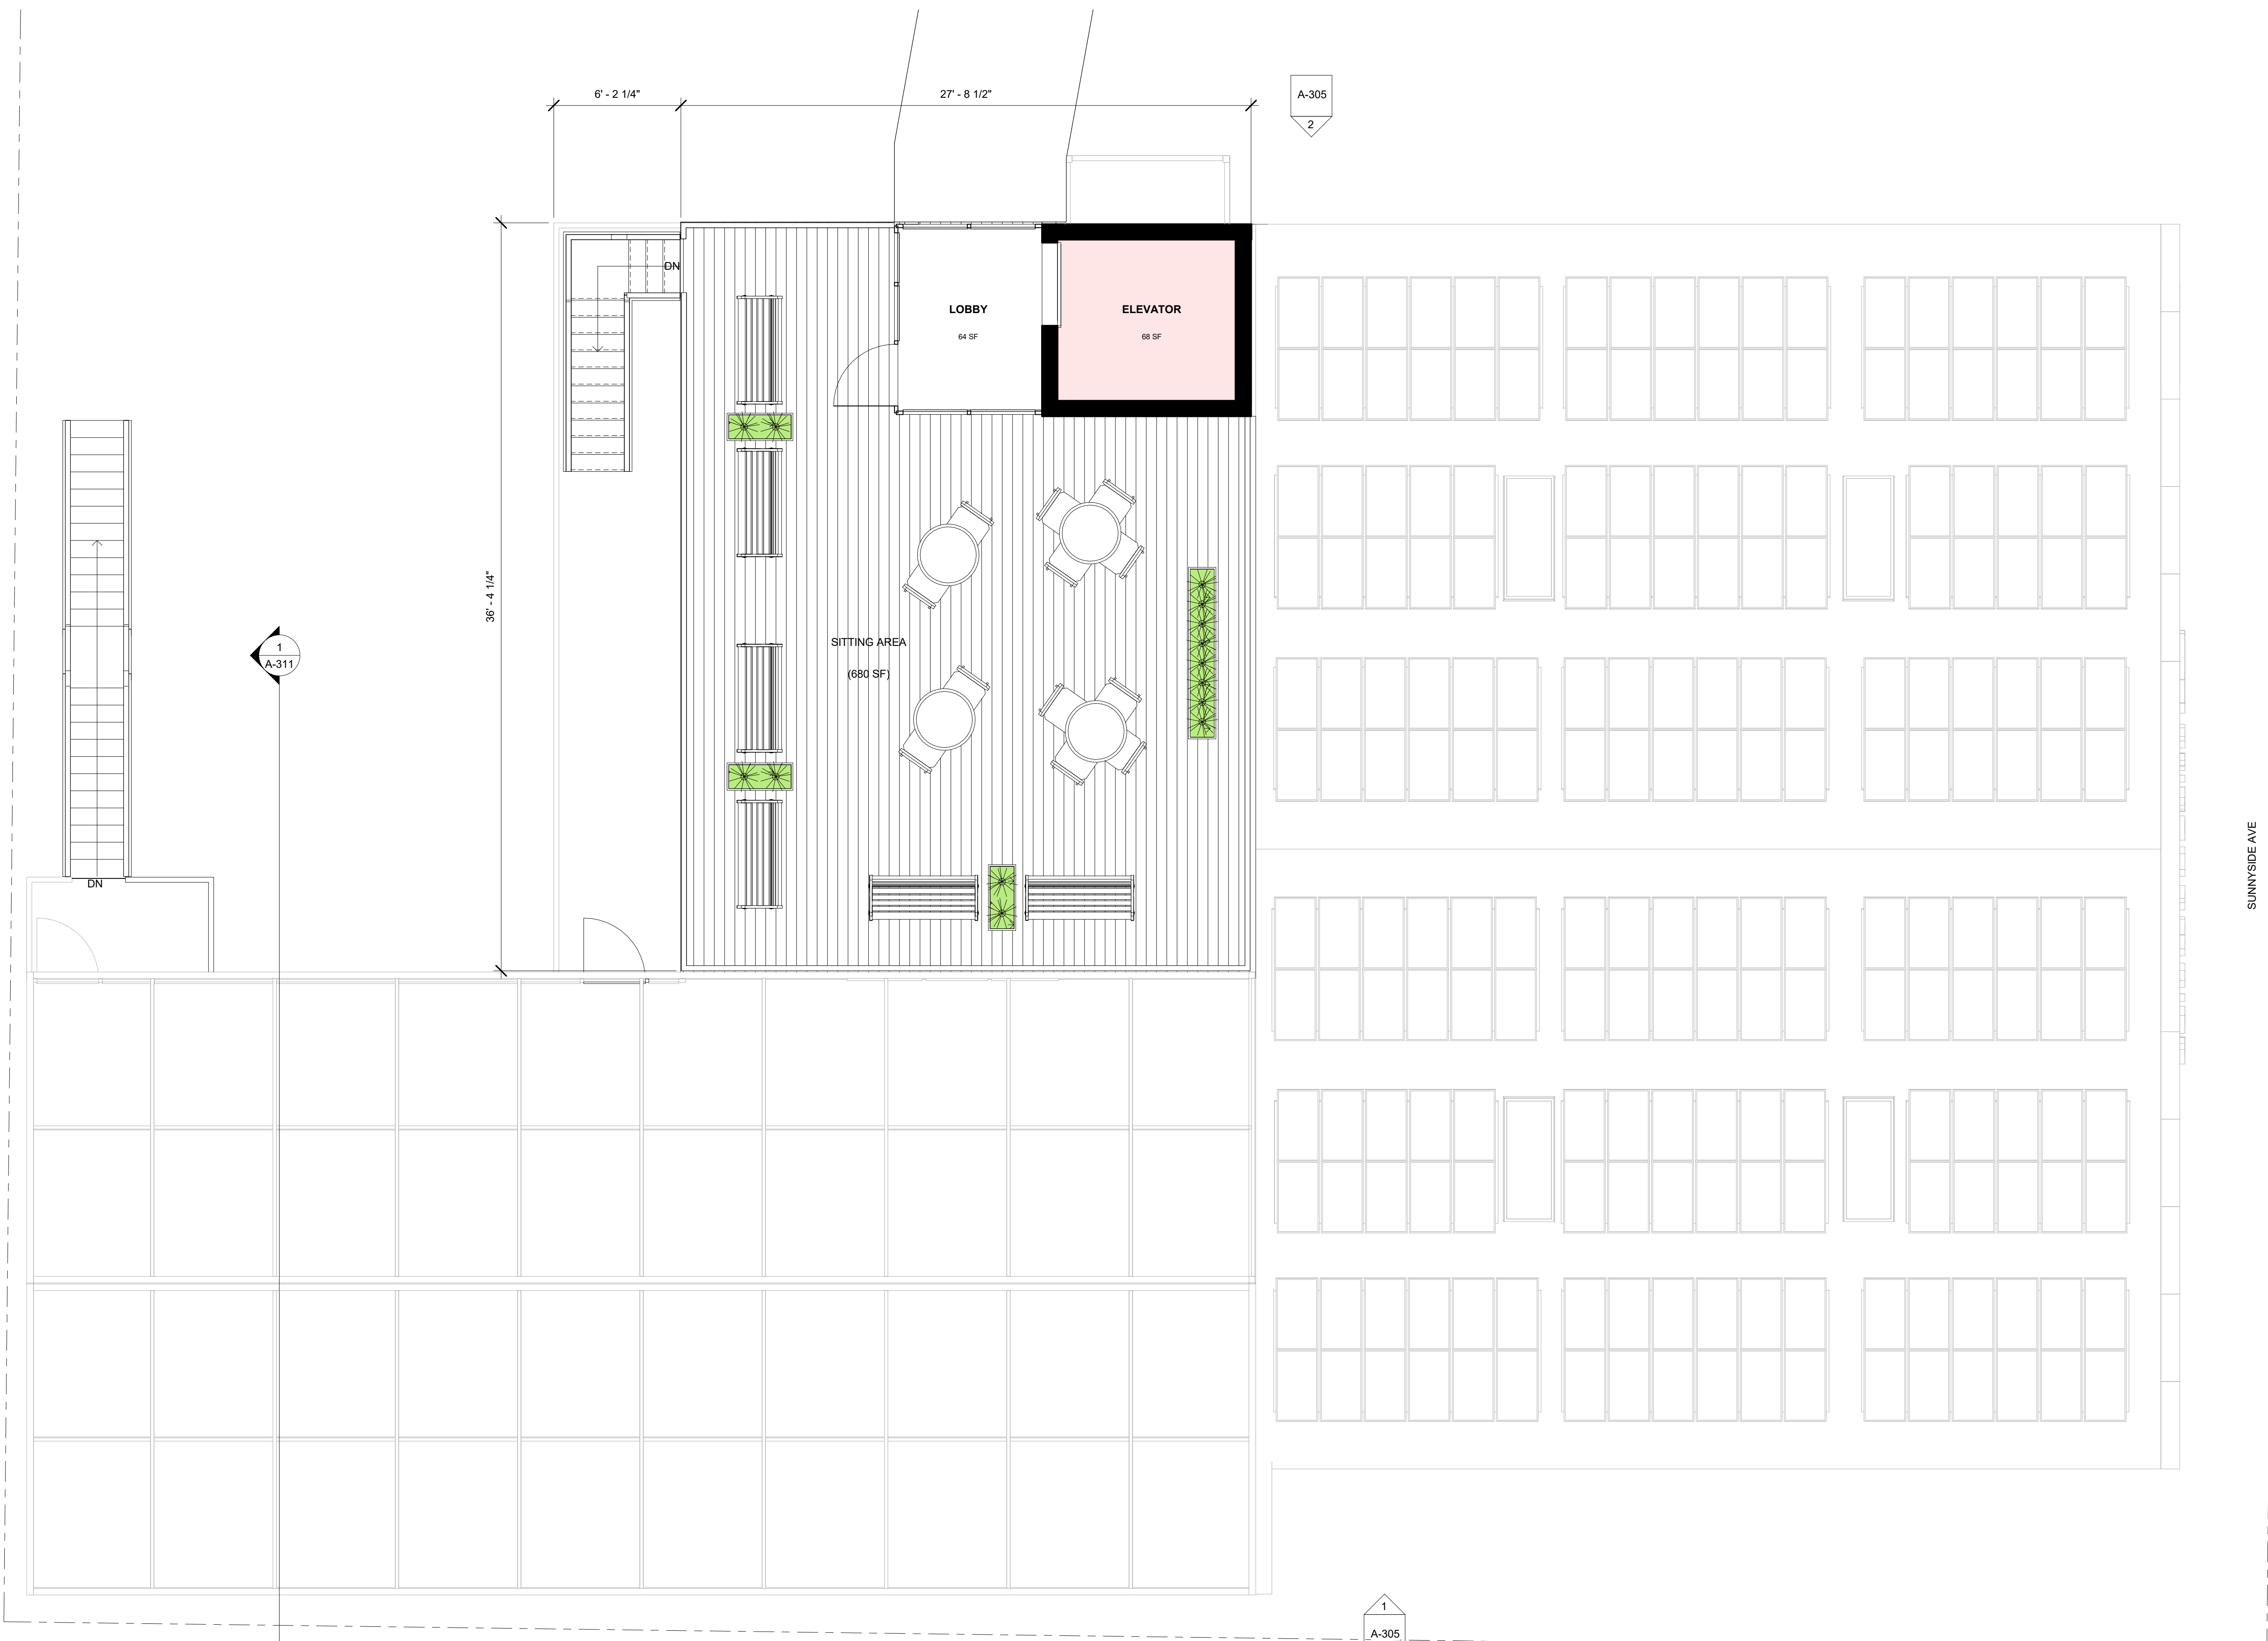 6' - 2 1/4"
27' - 8 1/2"
A-305
2
DN
LOBBY
64 SF
ELEVATOR
68 SF
36' - 4 1/4"
SITTING AREA
(680 SF)
1
A-311
DN
SUNNYSIDE AVE
1
A-305